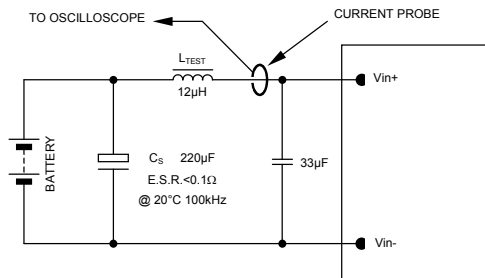 TO OSCILLOSCOPE
CURRENT PROBE
LTEST
12µH
Vin+
BATTERY
CS 220µF
E.S.R.<0.1Ω
@ 20°C 100kHz
33µF
Vin-